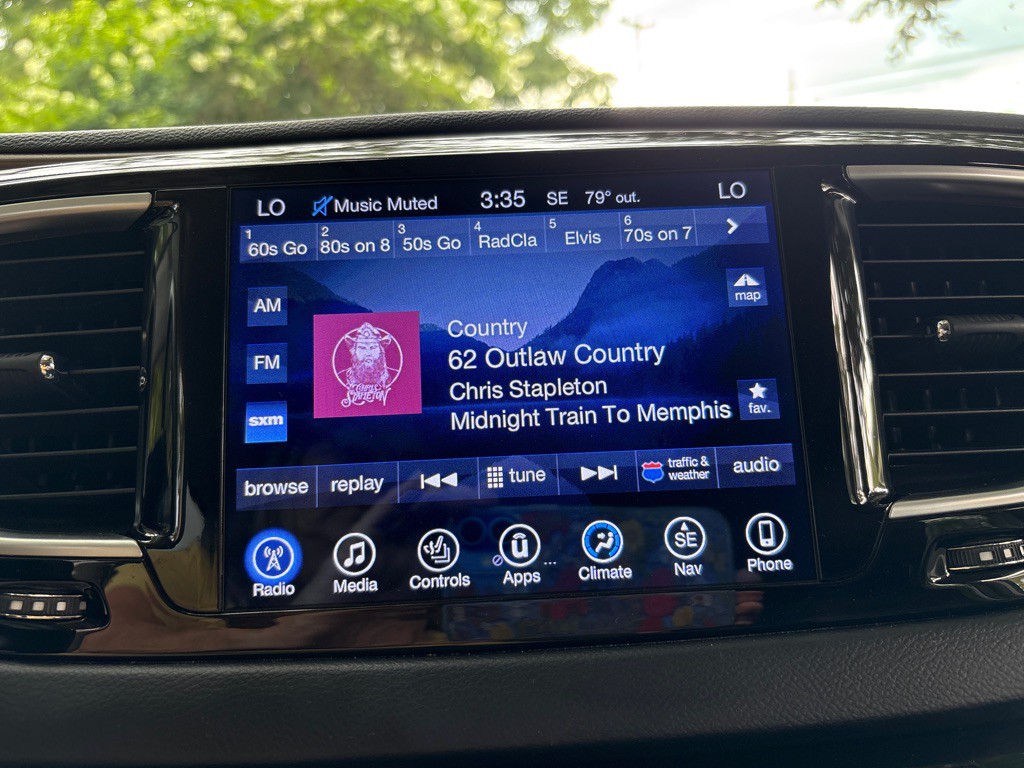 LO Music Muted 3:35 SE 79° out. LO
1 60s Go 2 80s on 8 3 50s Go 4 RadCla 5 Elvis 6 70s on 7
map
AM
FM
sxm
CHRIS STAPLETON
Country
62 Outlaw Country
Chris Stapleton
Midnight Train To Memphis
fav.
browse replay tune traffic & weather audio
SE
Radio Media Controls Apps ... Climate Nav Phone